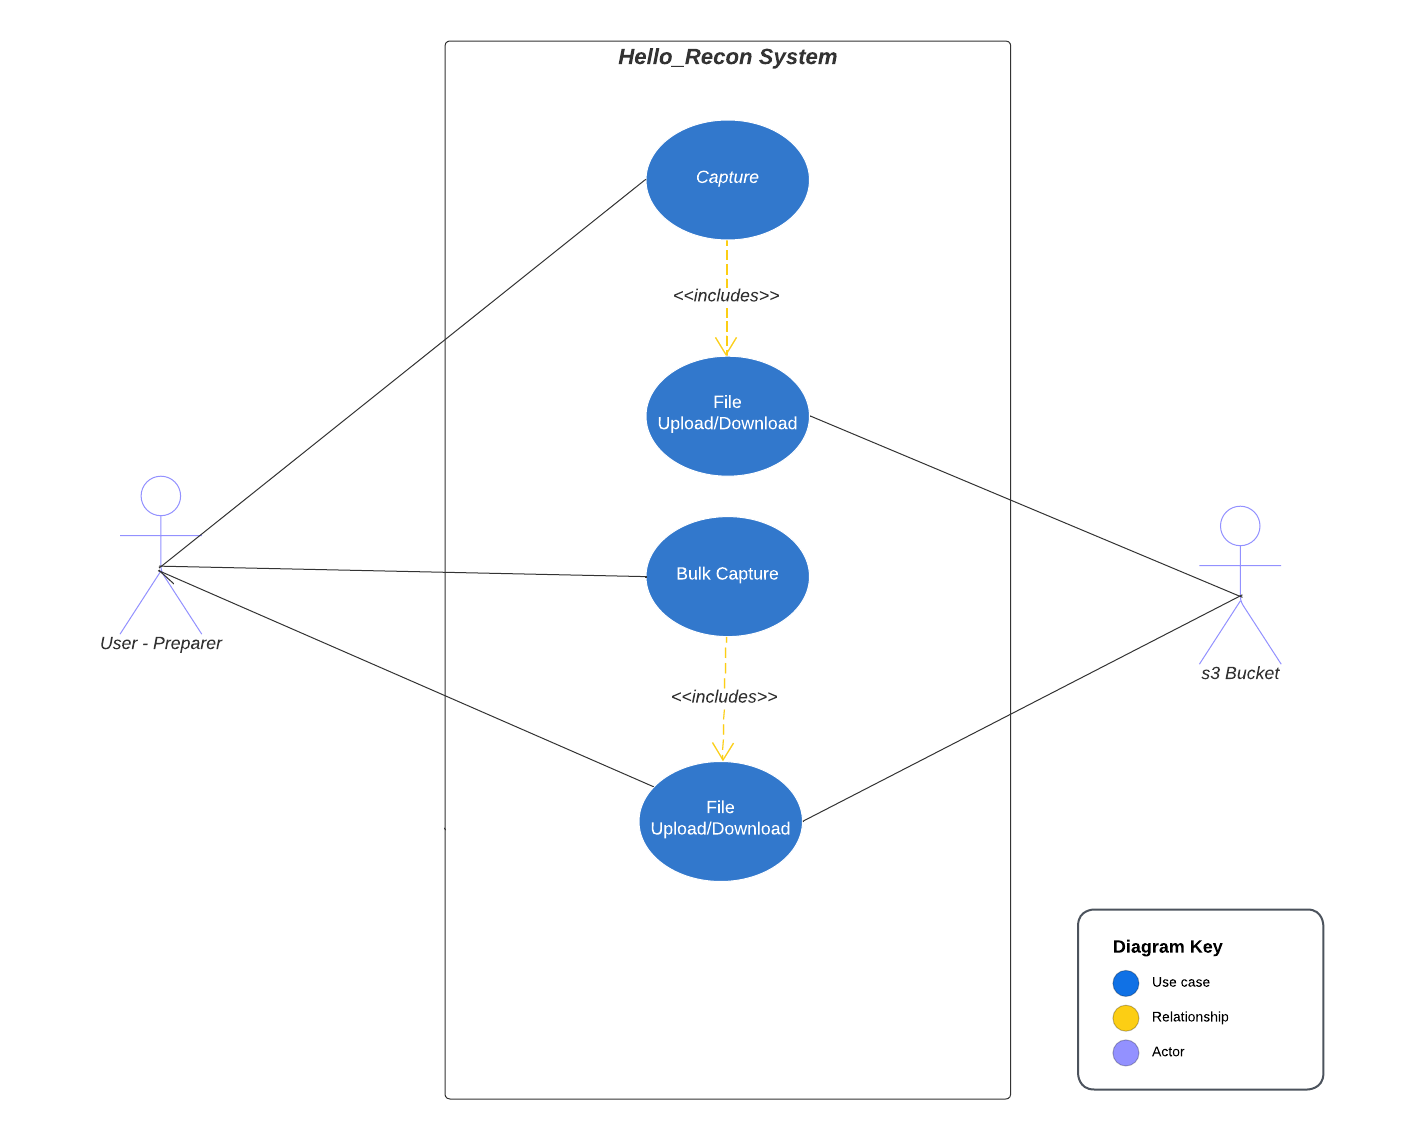 Hello_Recon System
Capture
<<includes>>
File
Upload/Download
Bulk Capture
User - Preparer
s3 Bucket
<<includes>>
File
Upload/Download
Diagram Key
Use case
Relationship
Actor